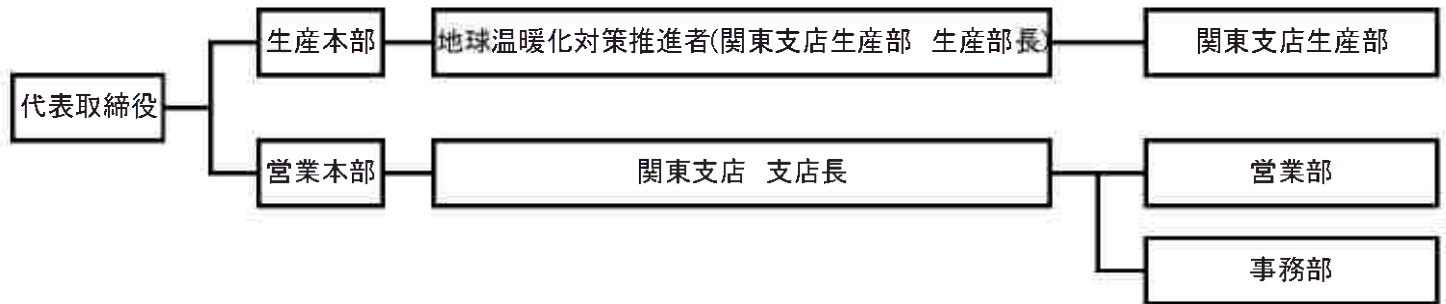 生産本部
地球温暖化対策推進者(関東支店生産部　生産部長)
関東支店生産部
代表取締役
営業本部
関東支店　支店長
営業部
事務部